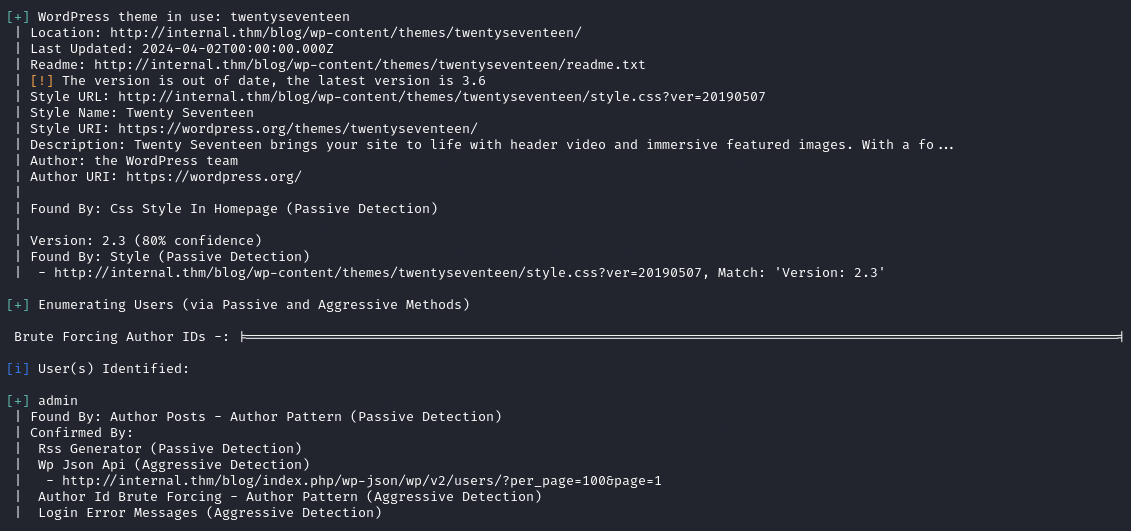 [+] WordPress theme in use: twentyseventeen
 | Location: http://internal.thm/blog/wp-content/themes/twentyseventeen/
 | Last Updated: 2024-04-02T00:00:00.000Z
 | Readme: http://internal.thm/blog/wp-content/themes/twentyseventeen/readme.txt
 | [!] The version is out of date, the latest version is 3.6
 | Style URL: http://internal.thm/blog/wp-content/themes/twentyseventeen/style.css?ver=20190507
 | Style Name: Twenty Seventeen
 | Style URI: https://wordpress.org/themes/twentyseventeen/
 | Description: Twenty Seventeen brings your site to life with header video and immersive featured images. With a fo...
 | Author: the WordPress team
 | Author URI: https://wordpress.org/
 |
 | Found By: Css Style In Homepage (Passive Detection)
 |
 | Version: 2.3 (80% confidence)
 | Found By: Style (Passive Detection)
 |  - http://internal.thm/blog/wp-content/themes/twentyseventeen/style.css?ver=20190507, Match: 'Version: 2.3'

[+] Enumerating Users (via Passive and Aggressive Methods)

 Brute Forcing Author IDs -: |==============================================================================================================|

[i] User(s) Identified:

[+] admin
 | Found By: Author Posts - Author Pattern (Passive Detection)
 | Confirmed By:
 |  Rss Generator (Passive Detection)
 |  Wp Json Api (Aggressive Detection)
 |   - http://internal.thm/blog/index.php/wp-json/wp/v2/users/?per_page=100&page=1
 |  Author Id Brute Forcing - Author Pattern (Aggressive Detection)
 |  Login Error Messages (Aggressive Detection)